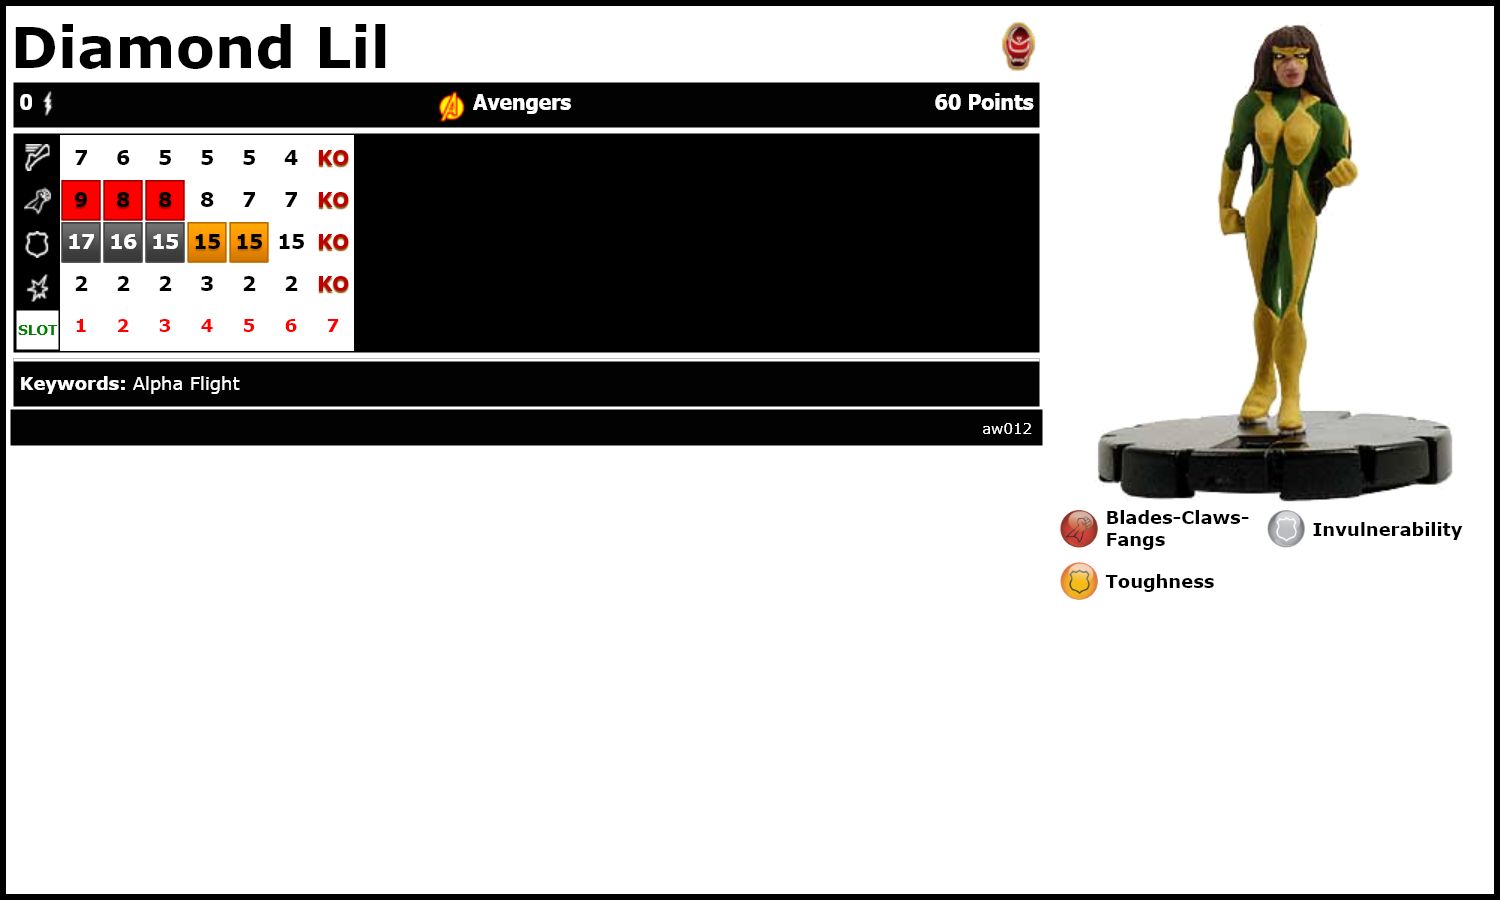 Diamond Lil
0 Avengers 60 Points
7 6 5 5 5 4 KO
9 8 8 8 7 7 KO
17 16 15 15 15 15 KO
2 2 2 3 2 2 KO
SLOT 1 2 3 4 5 6 7
Keywords: Alpha Flight
aw012
Blades-Claws-
Fangs
Invulnerability
Toughness